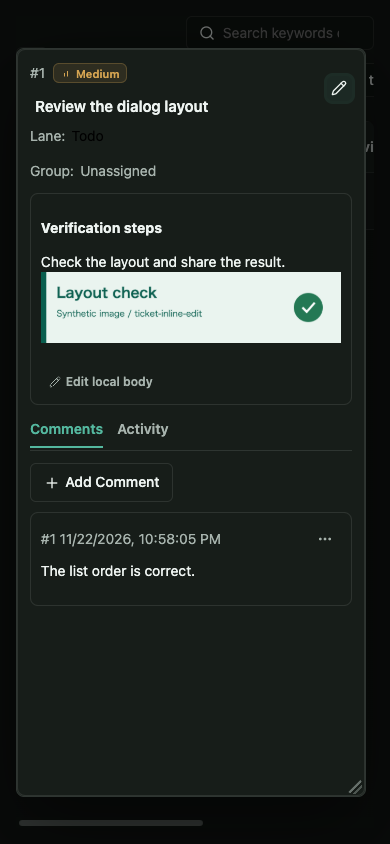 Search keywords
#1 Medium
Review the dialog layout
Lane: Todo
Group: Unassigned
Verification steps
Check the layout and share the result.
Layout check
Synthetic image / ticket-inline-edit
Edit local body
Comments Activity
+ Add Comment
#1 11/22/2026, 10:58:05 PM
The list order is correct.